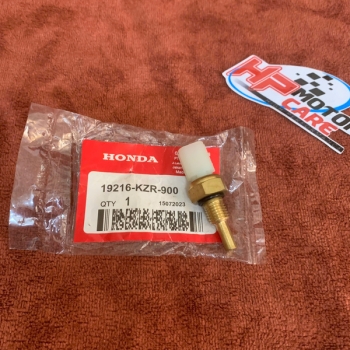 HONDA
19216-KZR-900
QTY 1 15072023
HP
MOTOR
CARE